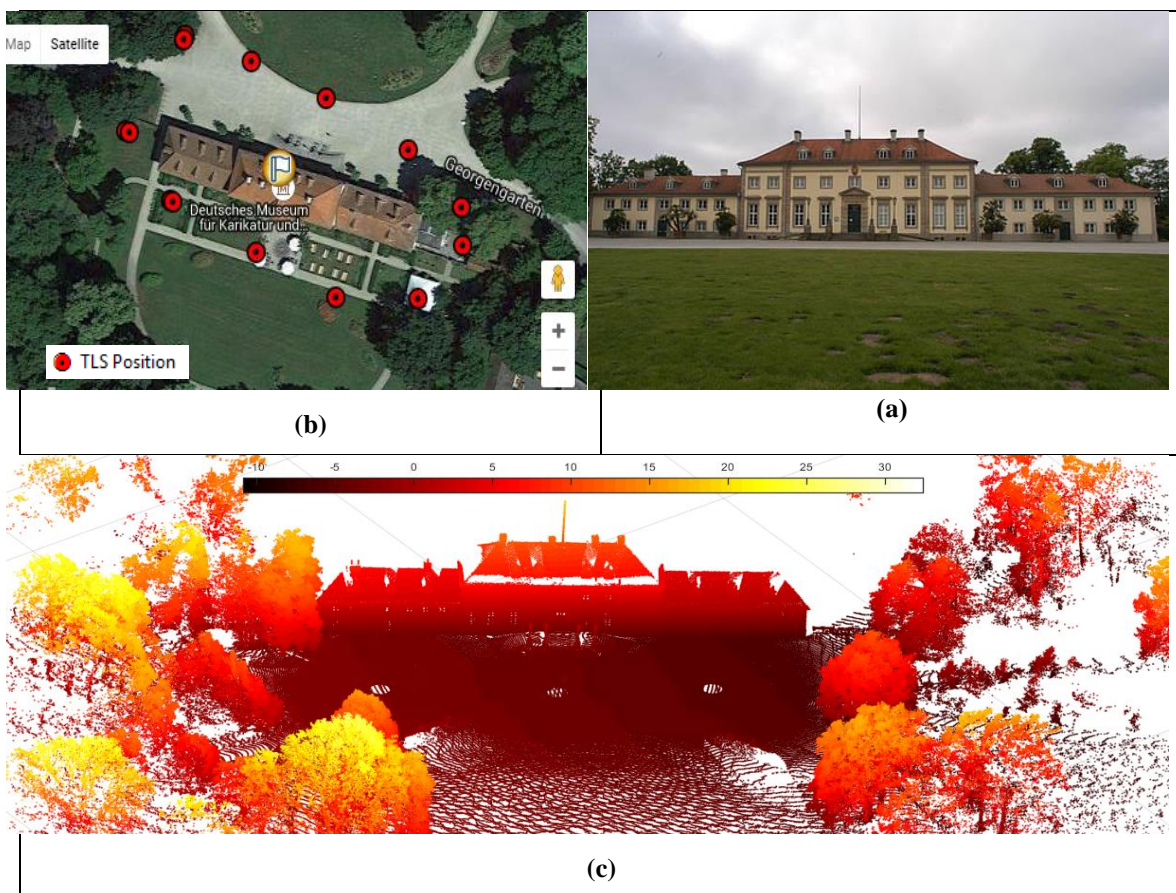 Map Satellite
Georgengarten
Deutsches Museum
für Karikatur und...
TLS Position
+
−
(b)
(a)
-10 -5 0 5 10 15 20 25 30
(c)